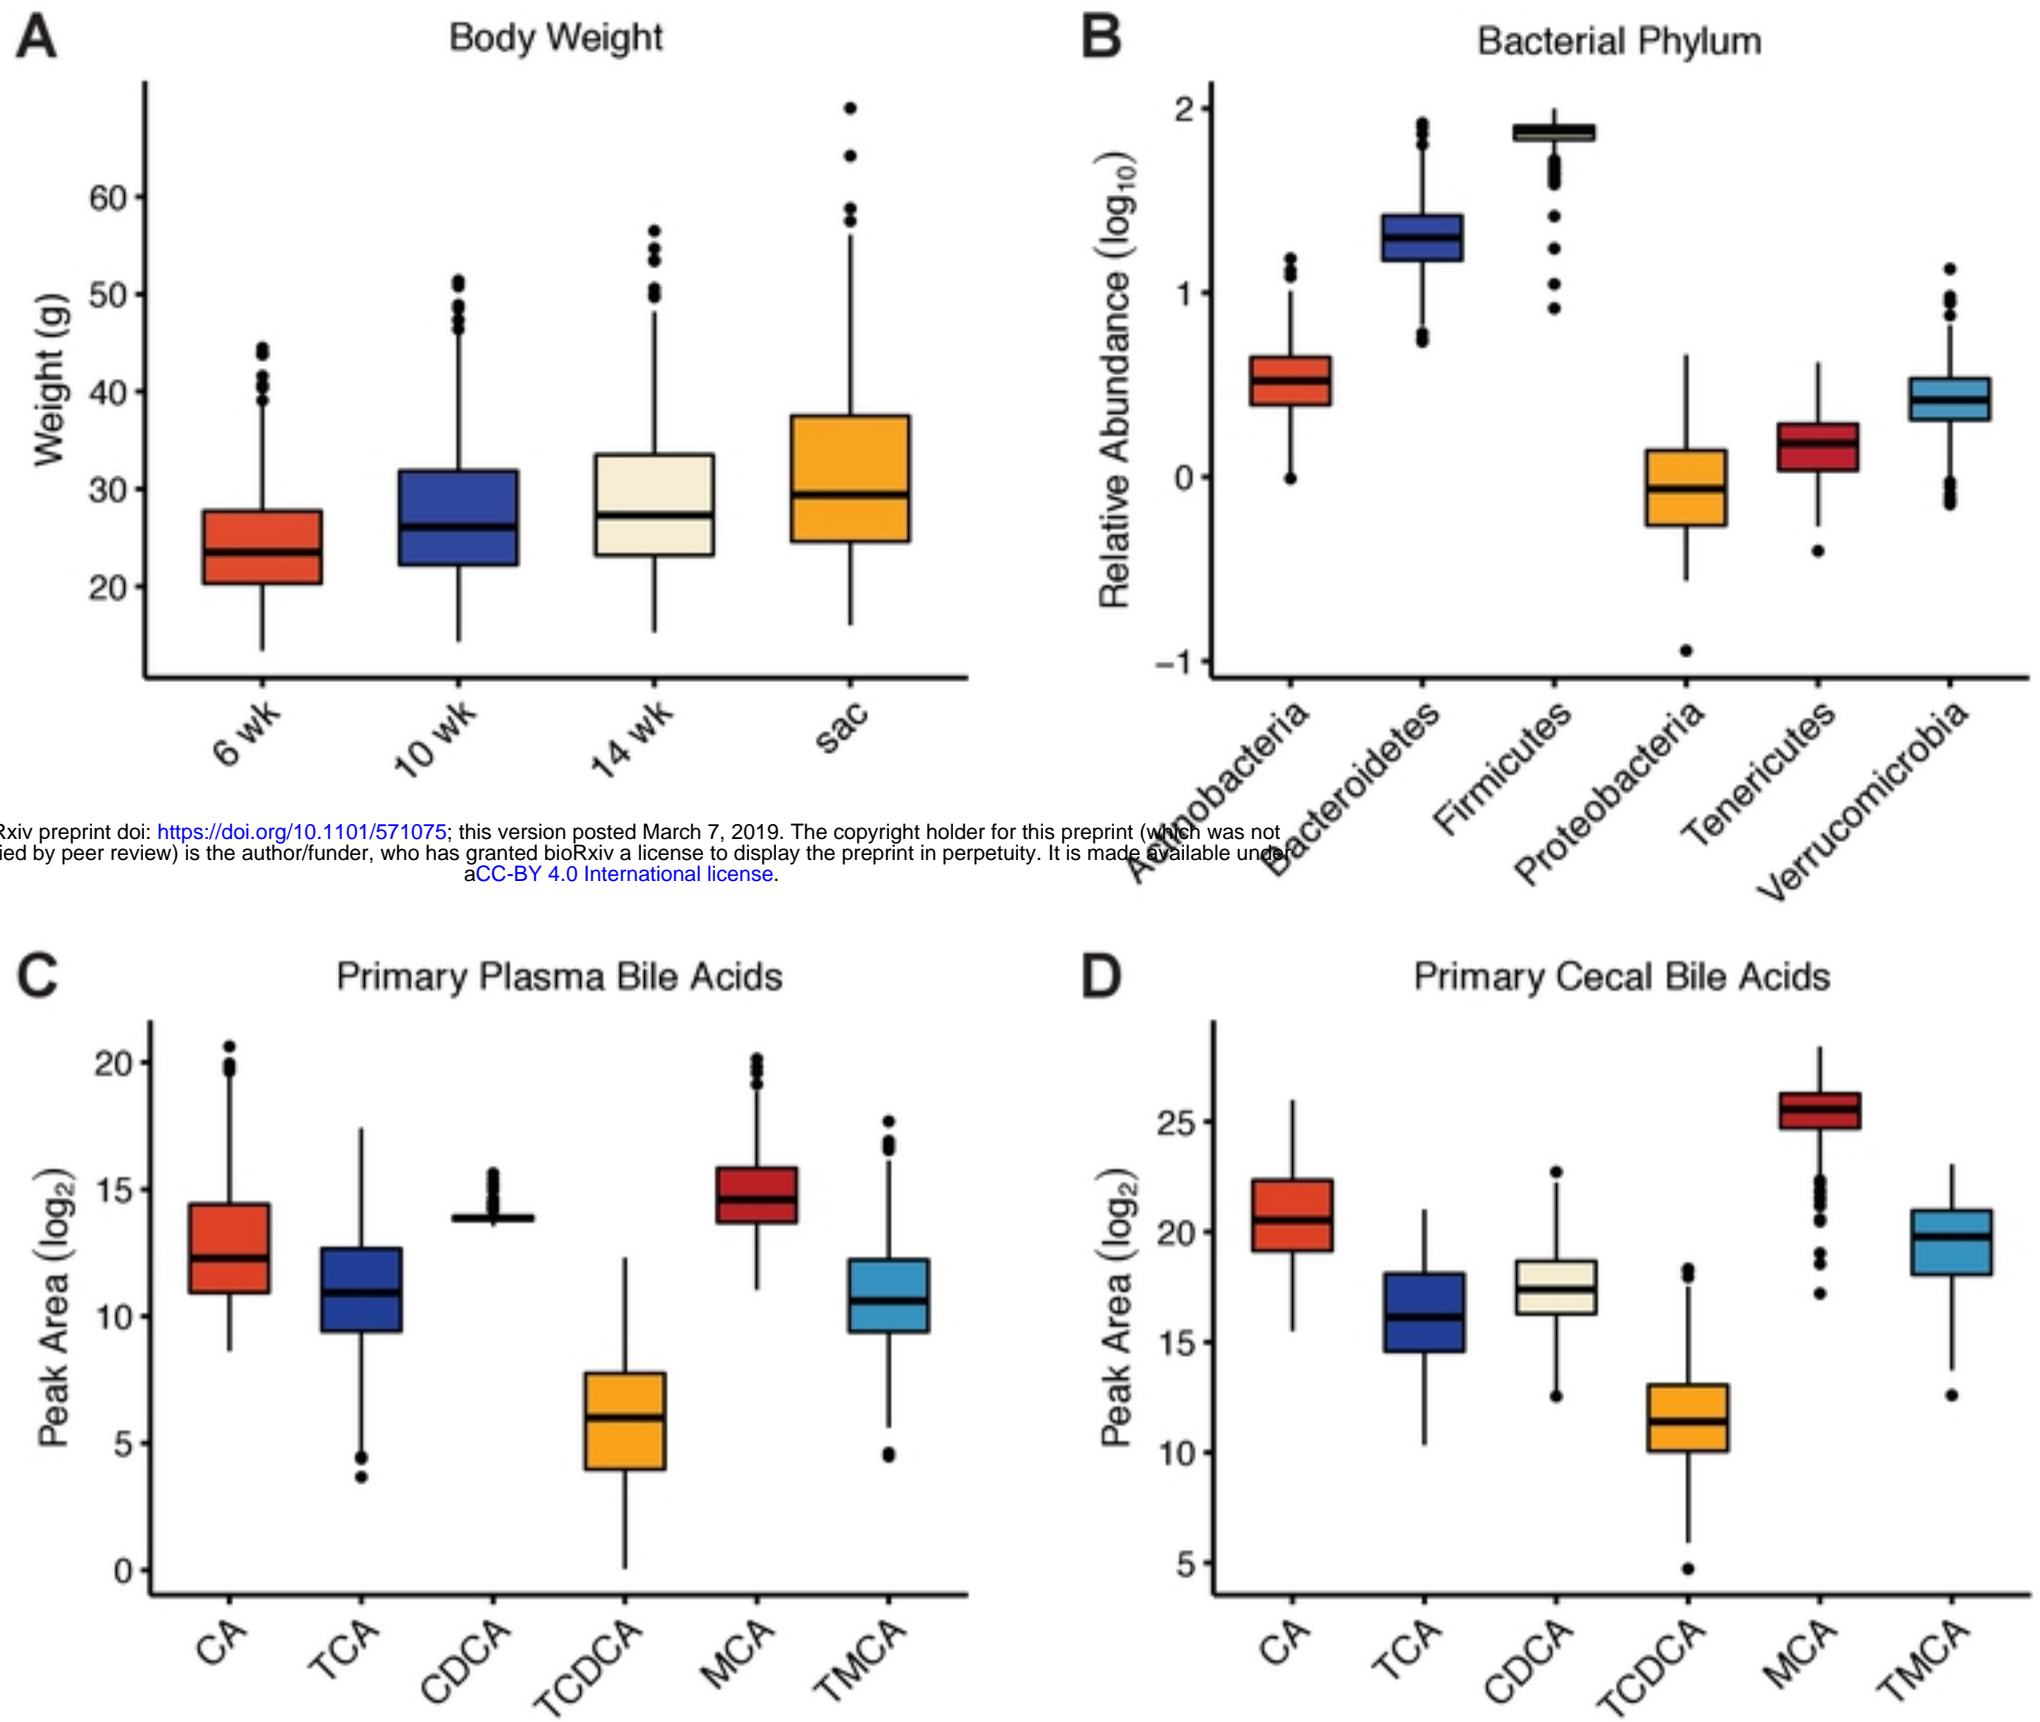 A
Body Weight
Weight (g)
60
50
40
30
20
6 wk
10 wk
14 wk
sac
B
Bacterial Phylum
Relative Abundance (log₁₀)
2
1
0
−1
Actinobacteria
Bacteroidetes
Firmicutes
Proteobacteria
Tenericutes
Verrucomicrobia
Rxiv preprint doi: https://doi.org/10.1101/571075; this version posted March 7, 2019. The copyright holder for this preprint (which was not
ied by peer review) is the author/funder, who has granted bioRxiv a license to display the preprint in perpetuity. It is made available under
aCC-BY 4.0 International license.
C
Primary Plasma Bile Acids
Peak Area (log₂)
20
15
10
5
0
CA
TCA
CDCA
TCDCA
MCA
TMCA
D
Primary Cecal Bile Acids
Peak Area (log₂)
25
20
15
10
5
CA
TCA
CDCA
TCDCA
MCA
TMCA